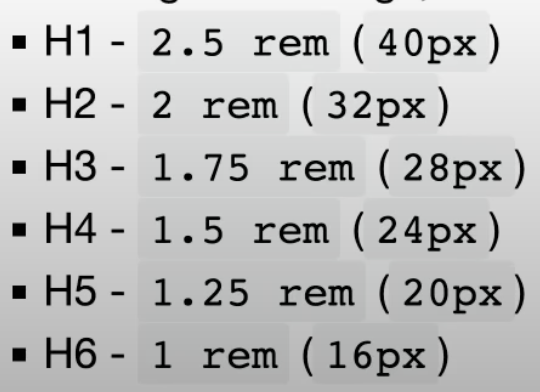 ▪ H1 - 2.5 rem (40px)
▪ H2 - 2 rem (32px)
▪ H3 - 1.75 rem (28px)
▪ H4 - 1.5 rem (24px)
▪ H5 - 1.25 rem (20px)
▪ H6 - 1 rem (16px)